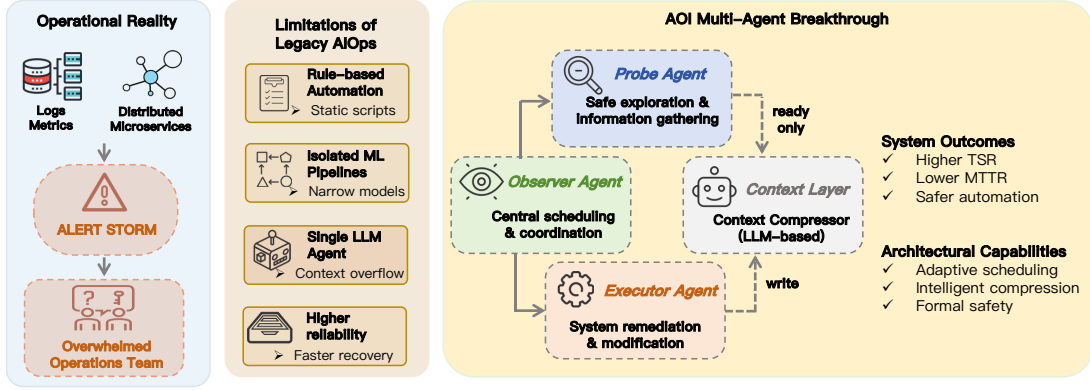 Operational Reality
Logs
Metrics
Distributed
Microservices
ALERT STORM
?
Overwhelmed
Operations Team
Limitations of
Legacy AIOps
Rule-based
Automation
➢ Static scripts
Isolated ML
Pipelines
➢ Narrow models
Single LLM
Agent
➢ Context overflow
Higher
reliability
➢ Faster recovery
AOI Multi-Agent Breakthrough
Probe Agent
Safe exploration &
Information gathering
ready
only
Observer Agent
Central scheduling
& coordination
Context Layer
Context Compressor
(LLM-based)
Executor Agent
System remediation
& modification
write
System Outcomes
✓ Higher TSR
✓ Lower MTTR
✓ Safer automation
Architectural Capabilities
✓ Adaptive scheduling
✓ Intelligent compression
✓ Formal safety